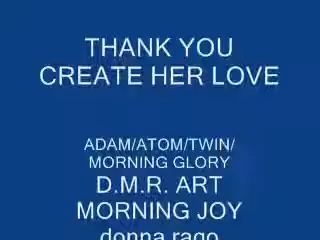 THANK YOU
CREATE HER LOVE
ADAM/ATOM/TWIN/
MORNING GLORY
D.M.R. ART
MORNING JOY
donna rago